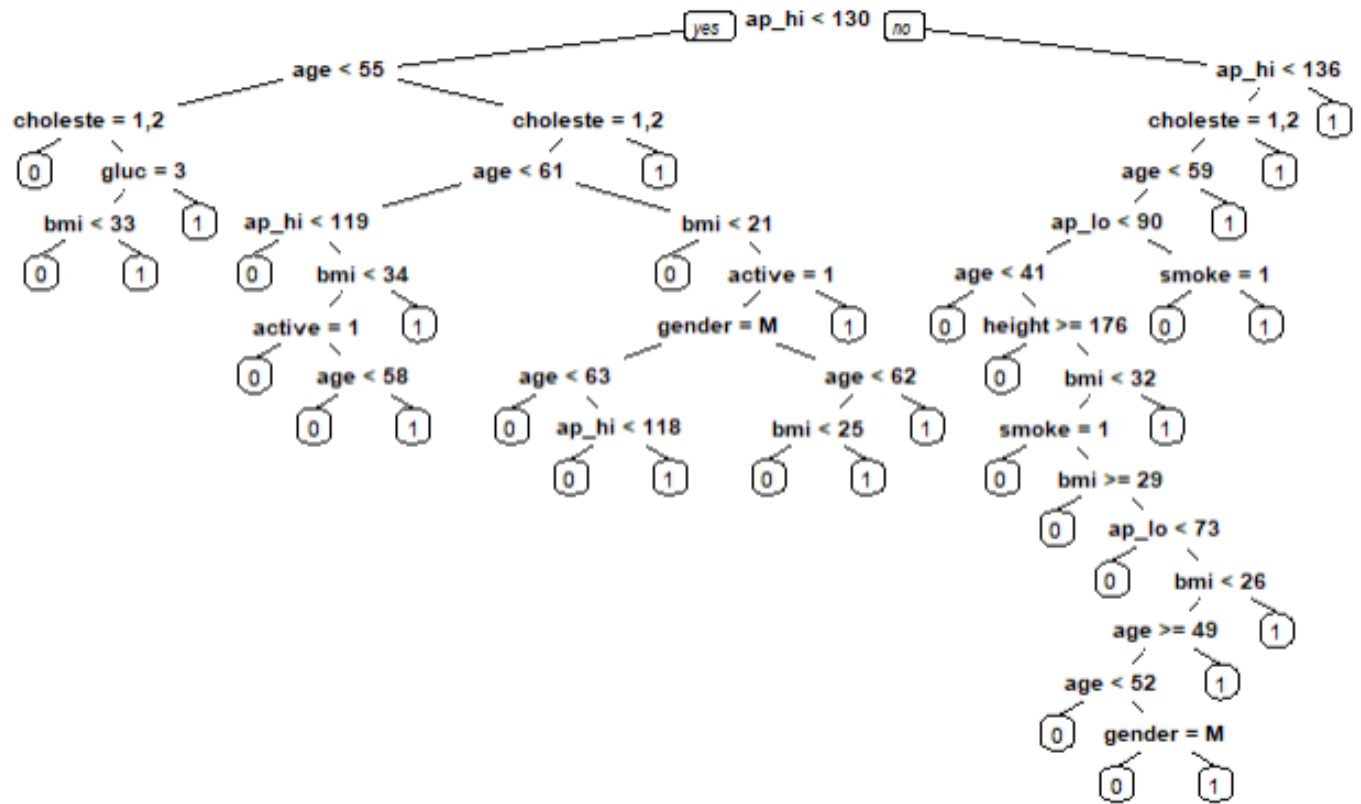 yes ap_hi < 130 no
age < 55 ap_hi < 136
choleste = 1,2 choleste = 1,2 choleste = 1,2 1
0 gluc = 3 age < 61 1 age < 59 1
bmi < 33 1 ap_hi < 119 bmi < 21 ap_lo < 90 1
0 1 0 bmi < 34 0 active = 1 age < 41 smoke = 1
active = 1 1 gender = M 1 0 height >= 176 0 1
0 age < 58 age < 63 age < 62 0 bmi < 32
0 1 0 ap_hi < 118 bmi < 25 1 smoke = 1 1
0 1 0 1 0 bmi >= 29
0 ap_lo < 73
0 bmi < 26
age >= 49 1
age < 52 1
0 gender = M
0 1